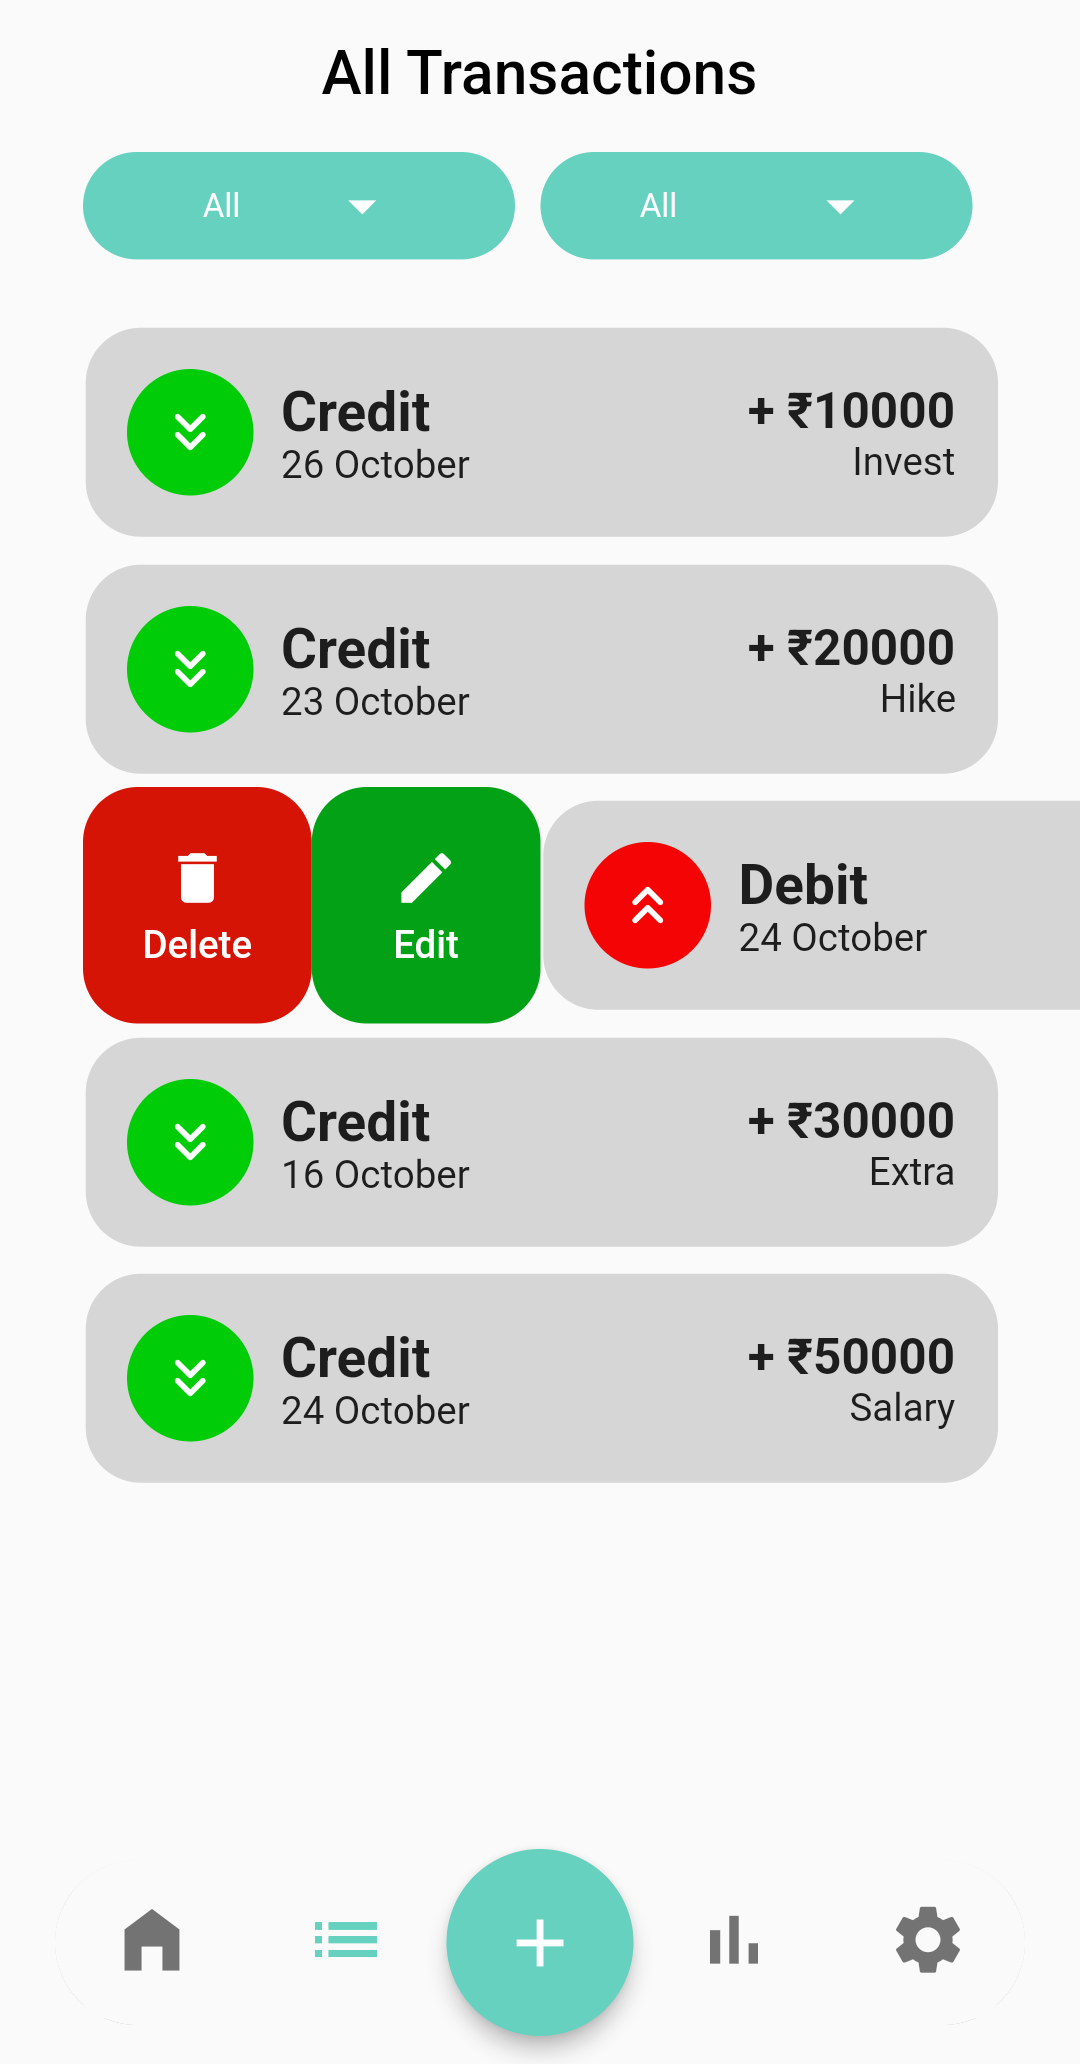 All Transactions
All All
Credit + ₹10000
26 October Invest
Credit + ₹20000
23 October Hike
Debit
Delete Edit 24 October
Credit + ₹30000
16 October Extra
Credit + ₹50000
24 October Salary